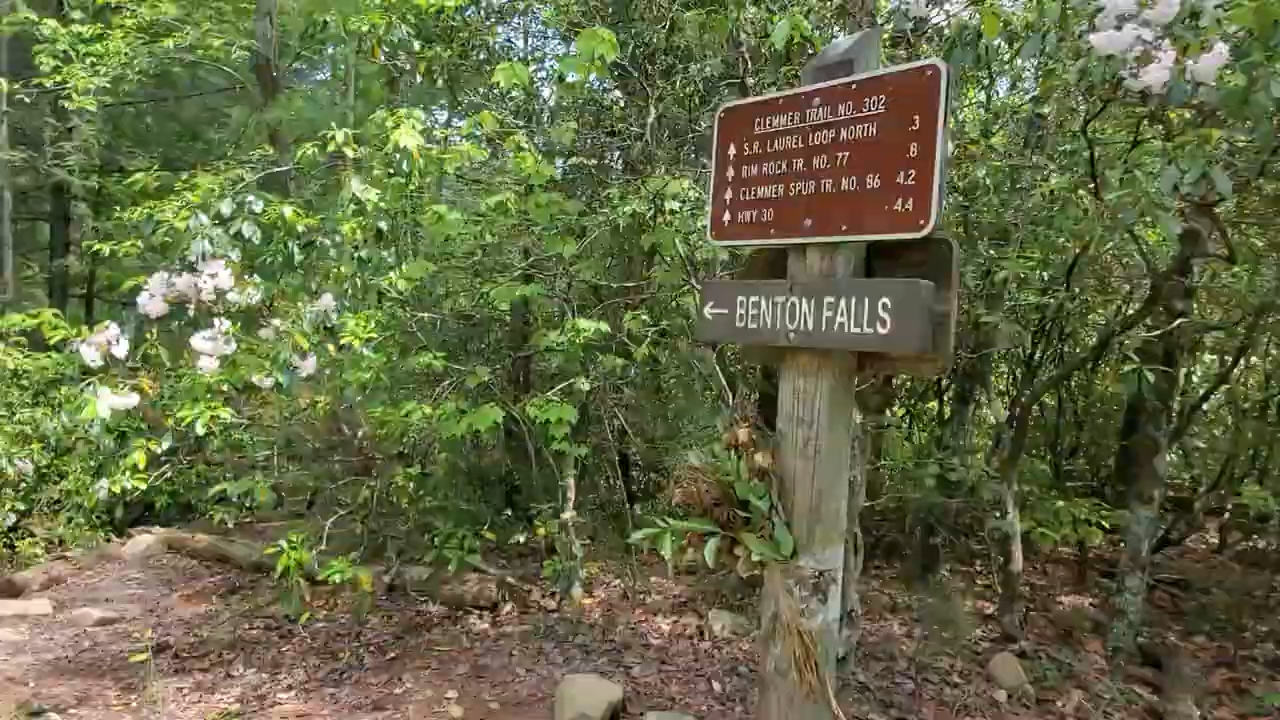 CLEMMER TRAIL NO. 302
S.R. LAUREL LOOP NORTH .3
RIM ROCK TR. NO. 77 .8
CLEMMER SPUR TR. NO. 86 4.2
HWY 30 4.4
← BENTON FALLS